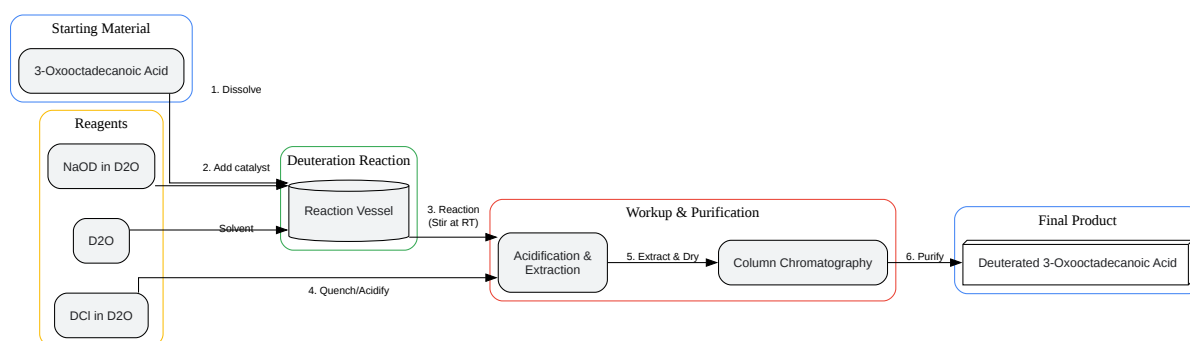 Starting Material
3-Oxooctadecanoic Acid
1. Dissolve
Reagents
NaOD in D2O
2. Add catalyst
D2O
Solvent
DCl in D2O
4. Quench/Acidify
Deuteration Reaction
Reaction Vessel
3. Reaction
(Stir at RT)
Workup & Purification
Acidification &
Extraction
5. Extract & Dry
Column Chromatography
6. Purify
Final Product
Deuterated 3-Oxooctadecanoic Acid